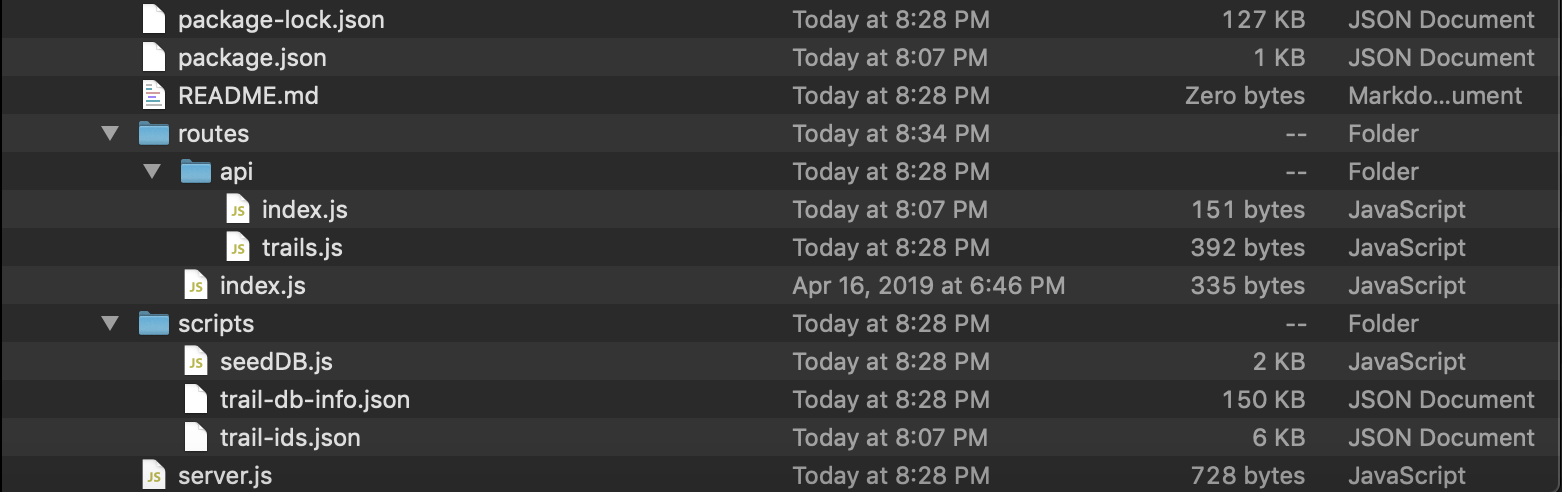 package-lock.json Today at 8:28 PM 127 KB JSON Document
package.json Today at 8:07 PM 1 KB JSON Document
README.md Today at 8:28 PM Zero bytes Markdo...ument
routes Today at 8:34 PM -- Folder
api Today at 8:28 PM -- Folder
JS index.js Today at 8:07 PM 151 bytes JavaScript
JS trails.js Today at 8:28 PM 392 bytes JavaScript
JS index.js Apr 16, 2019 at 6:46 PM 335 bytes JavaScript
scripts Today at 8:28 PM -- Folder
JS seedDB.js Today at 8:28 PM 2 KB JavaScript
trail-db-info.json Today at 8:28 PM 150 KB JSON Document
trail-ids.json Today at 8:07 PM 6 KB JSON Document
JS server.js Today at 8:28 PM 728 bytes JavaScript